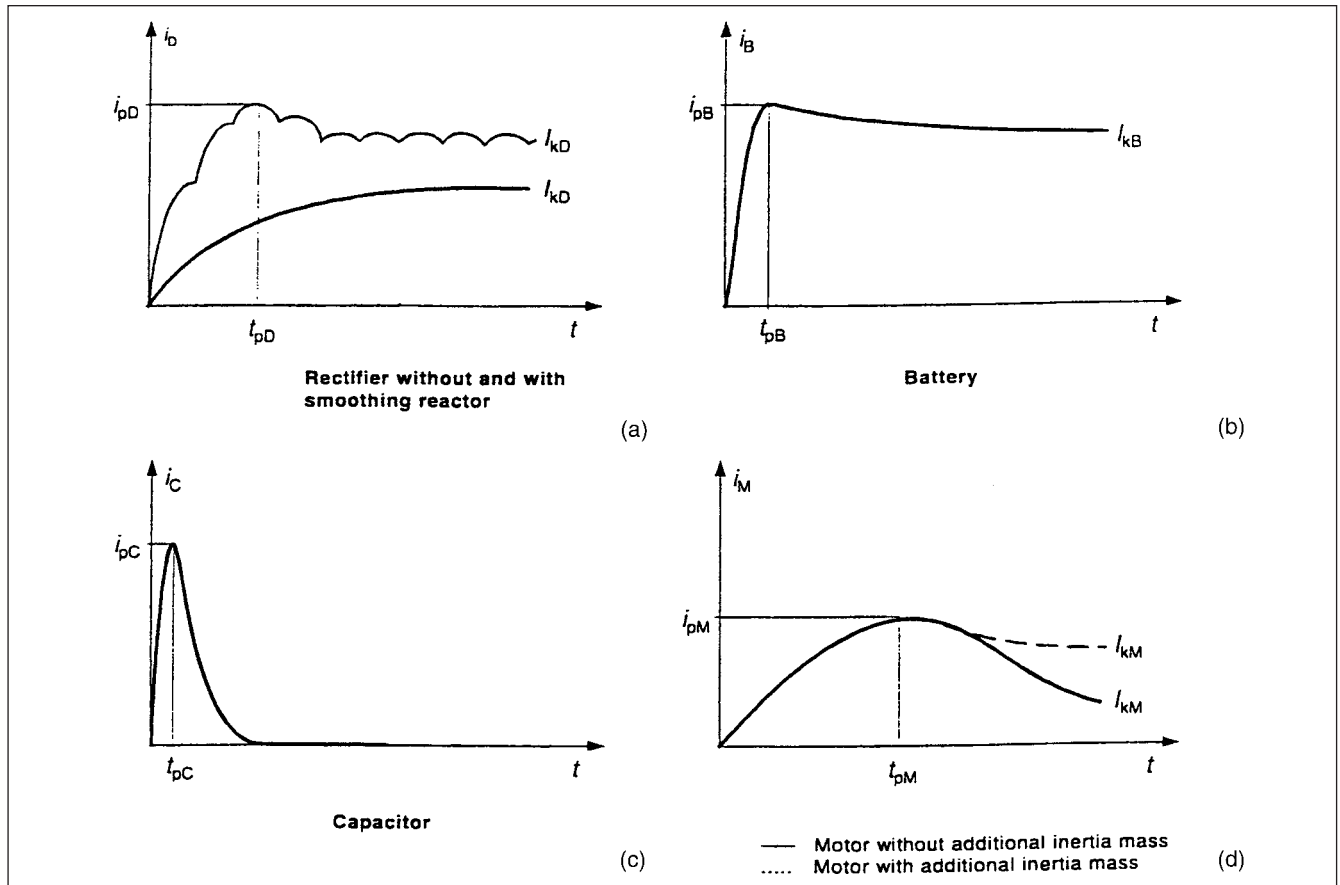 i_D
i_pD
I_kD
I_kD
t_pD
t
Rectifier without and with
smoothing reactor
(a)
i_B
i_pB
I_kB
t_pB
t
Battery
(b)
i_C
i_pC
t_pC
t
Capacitor
(c)
i_M
i_pM
I_kM
I_kM
t_pM
t
Motor without additional inertia mass
Motor with additional inertia mass
(d)